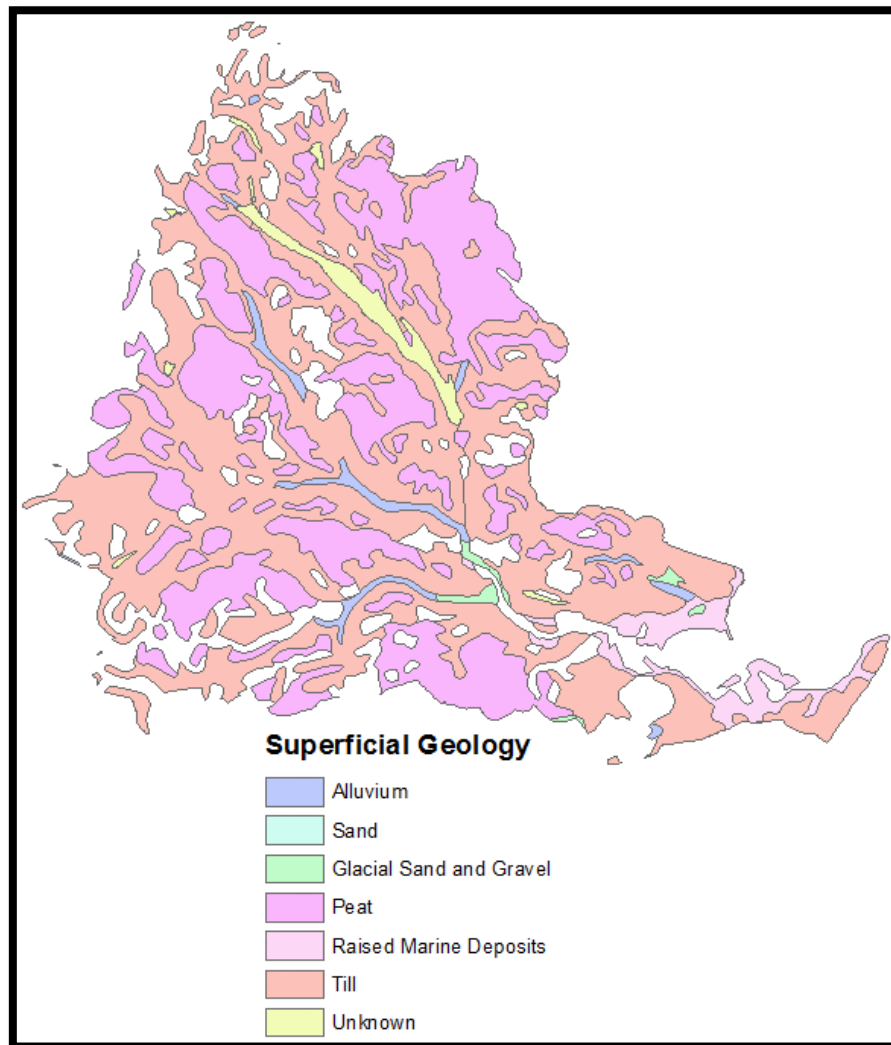 Superficial Geology
Alluvium
Sand
Glacial Sand and Gravel
Peat
Raised Marine Deposits
Till
Unknown